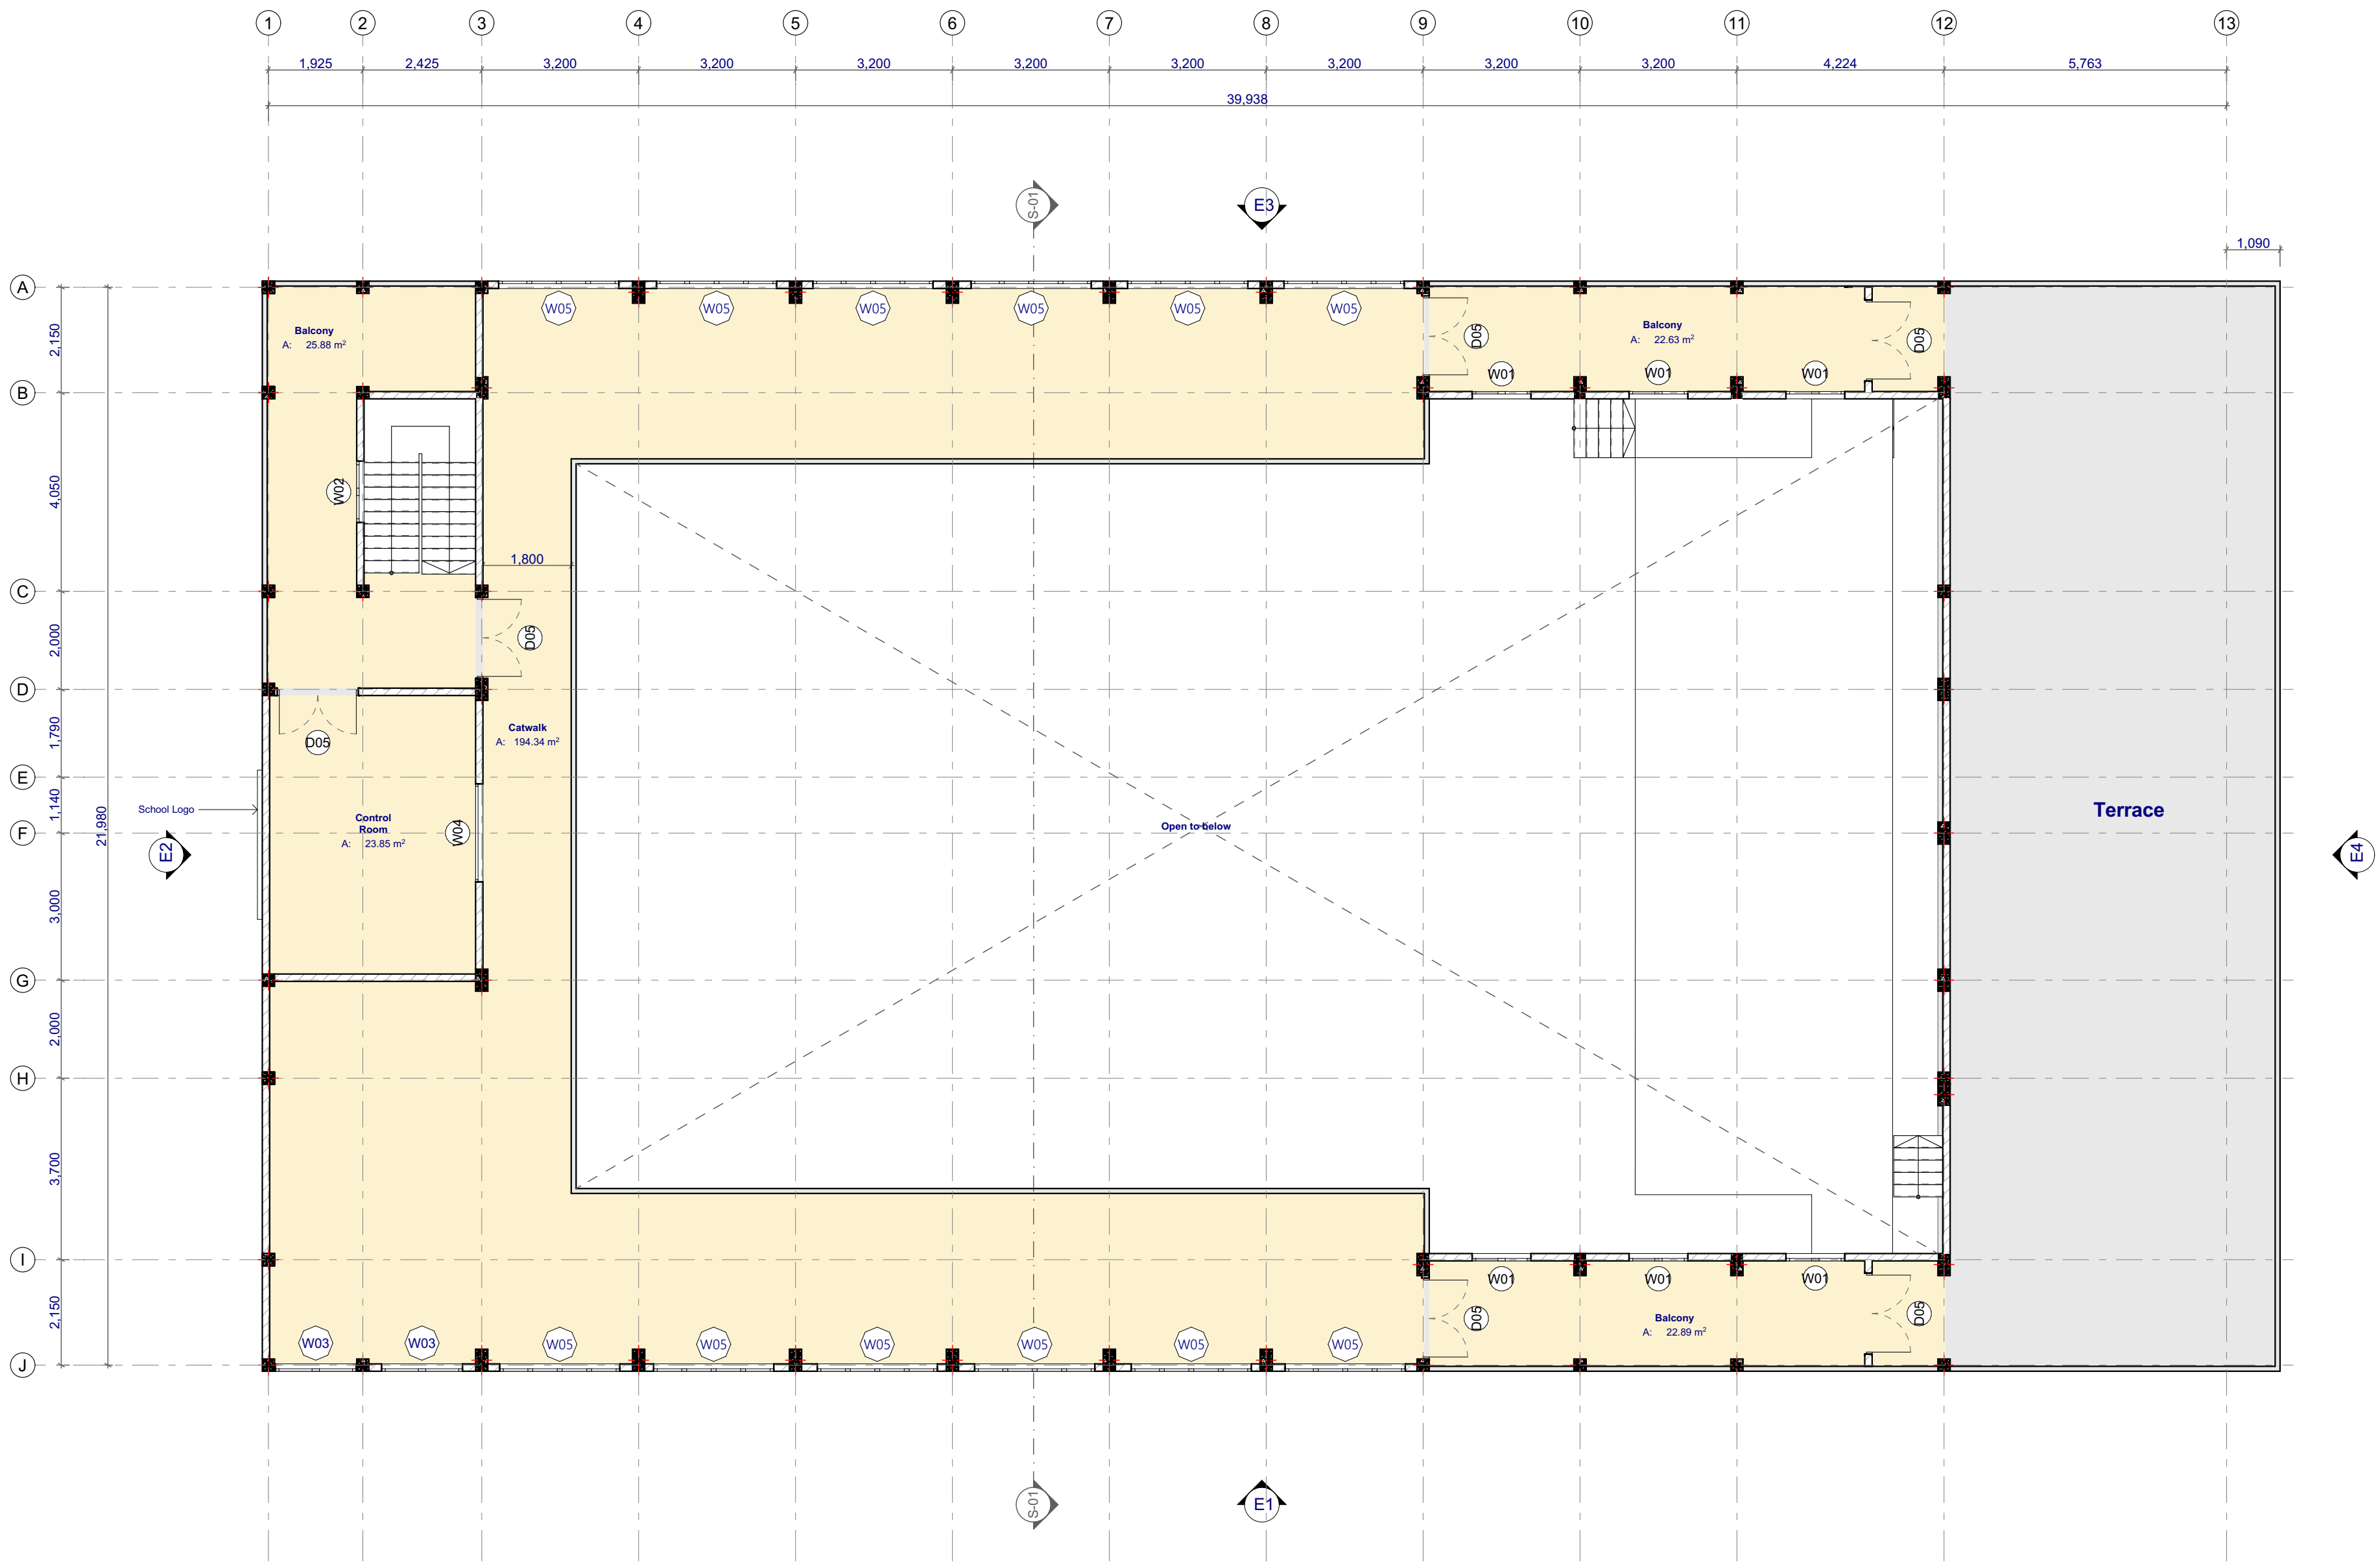 1 2 3 4 5 6 7 8 9 10 11 12 13
1,925 2,425 3,200 3,200 3,200 3,200 3,200 3,200 3,200 3,200 4,224 5,763
39,938
S-01 E3
1,090
A
W05 W05 W05 W05 W05 W05
Balcony
A: 25.88 m²
Balcony
A: 22.63 m²
D05 D05
2,150
W01 W01 W01
B
W02
4,050
1,800
C
D05
2,000
D
Catwalk
A: 194.34 m²
1,790
D05
E
School Logo
1,140
21,980
Terrace
Control
Room
A: 23.85 m²
W04
Open to below
F
E2
E4
3,000
G
2,000
H
3,700
I
W01 W01 W01
2,150
D05 D05
Balcony
A: 22.89 m²
W03 W03 W05 W05 W05 W05 W05 W05
J
S-01 E1